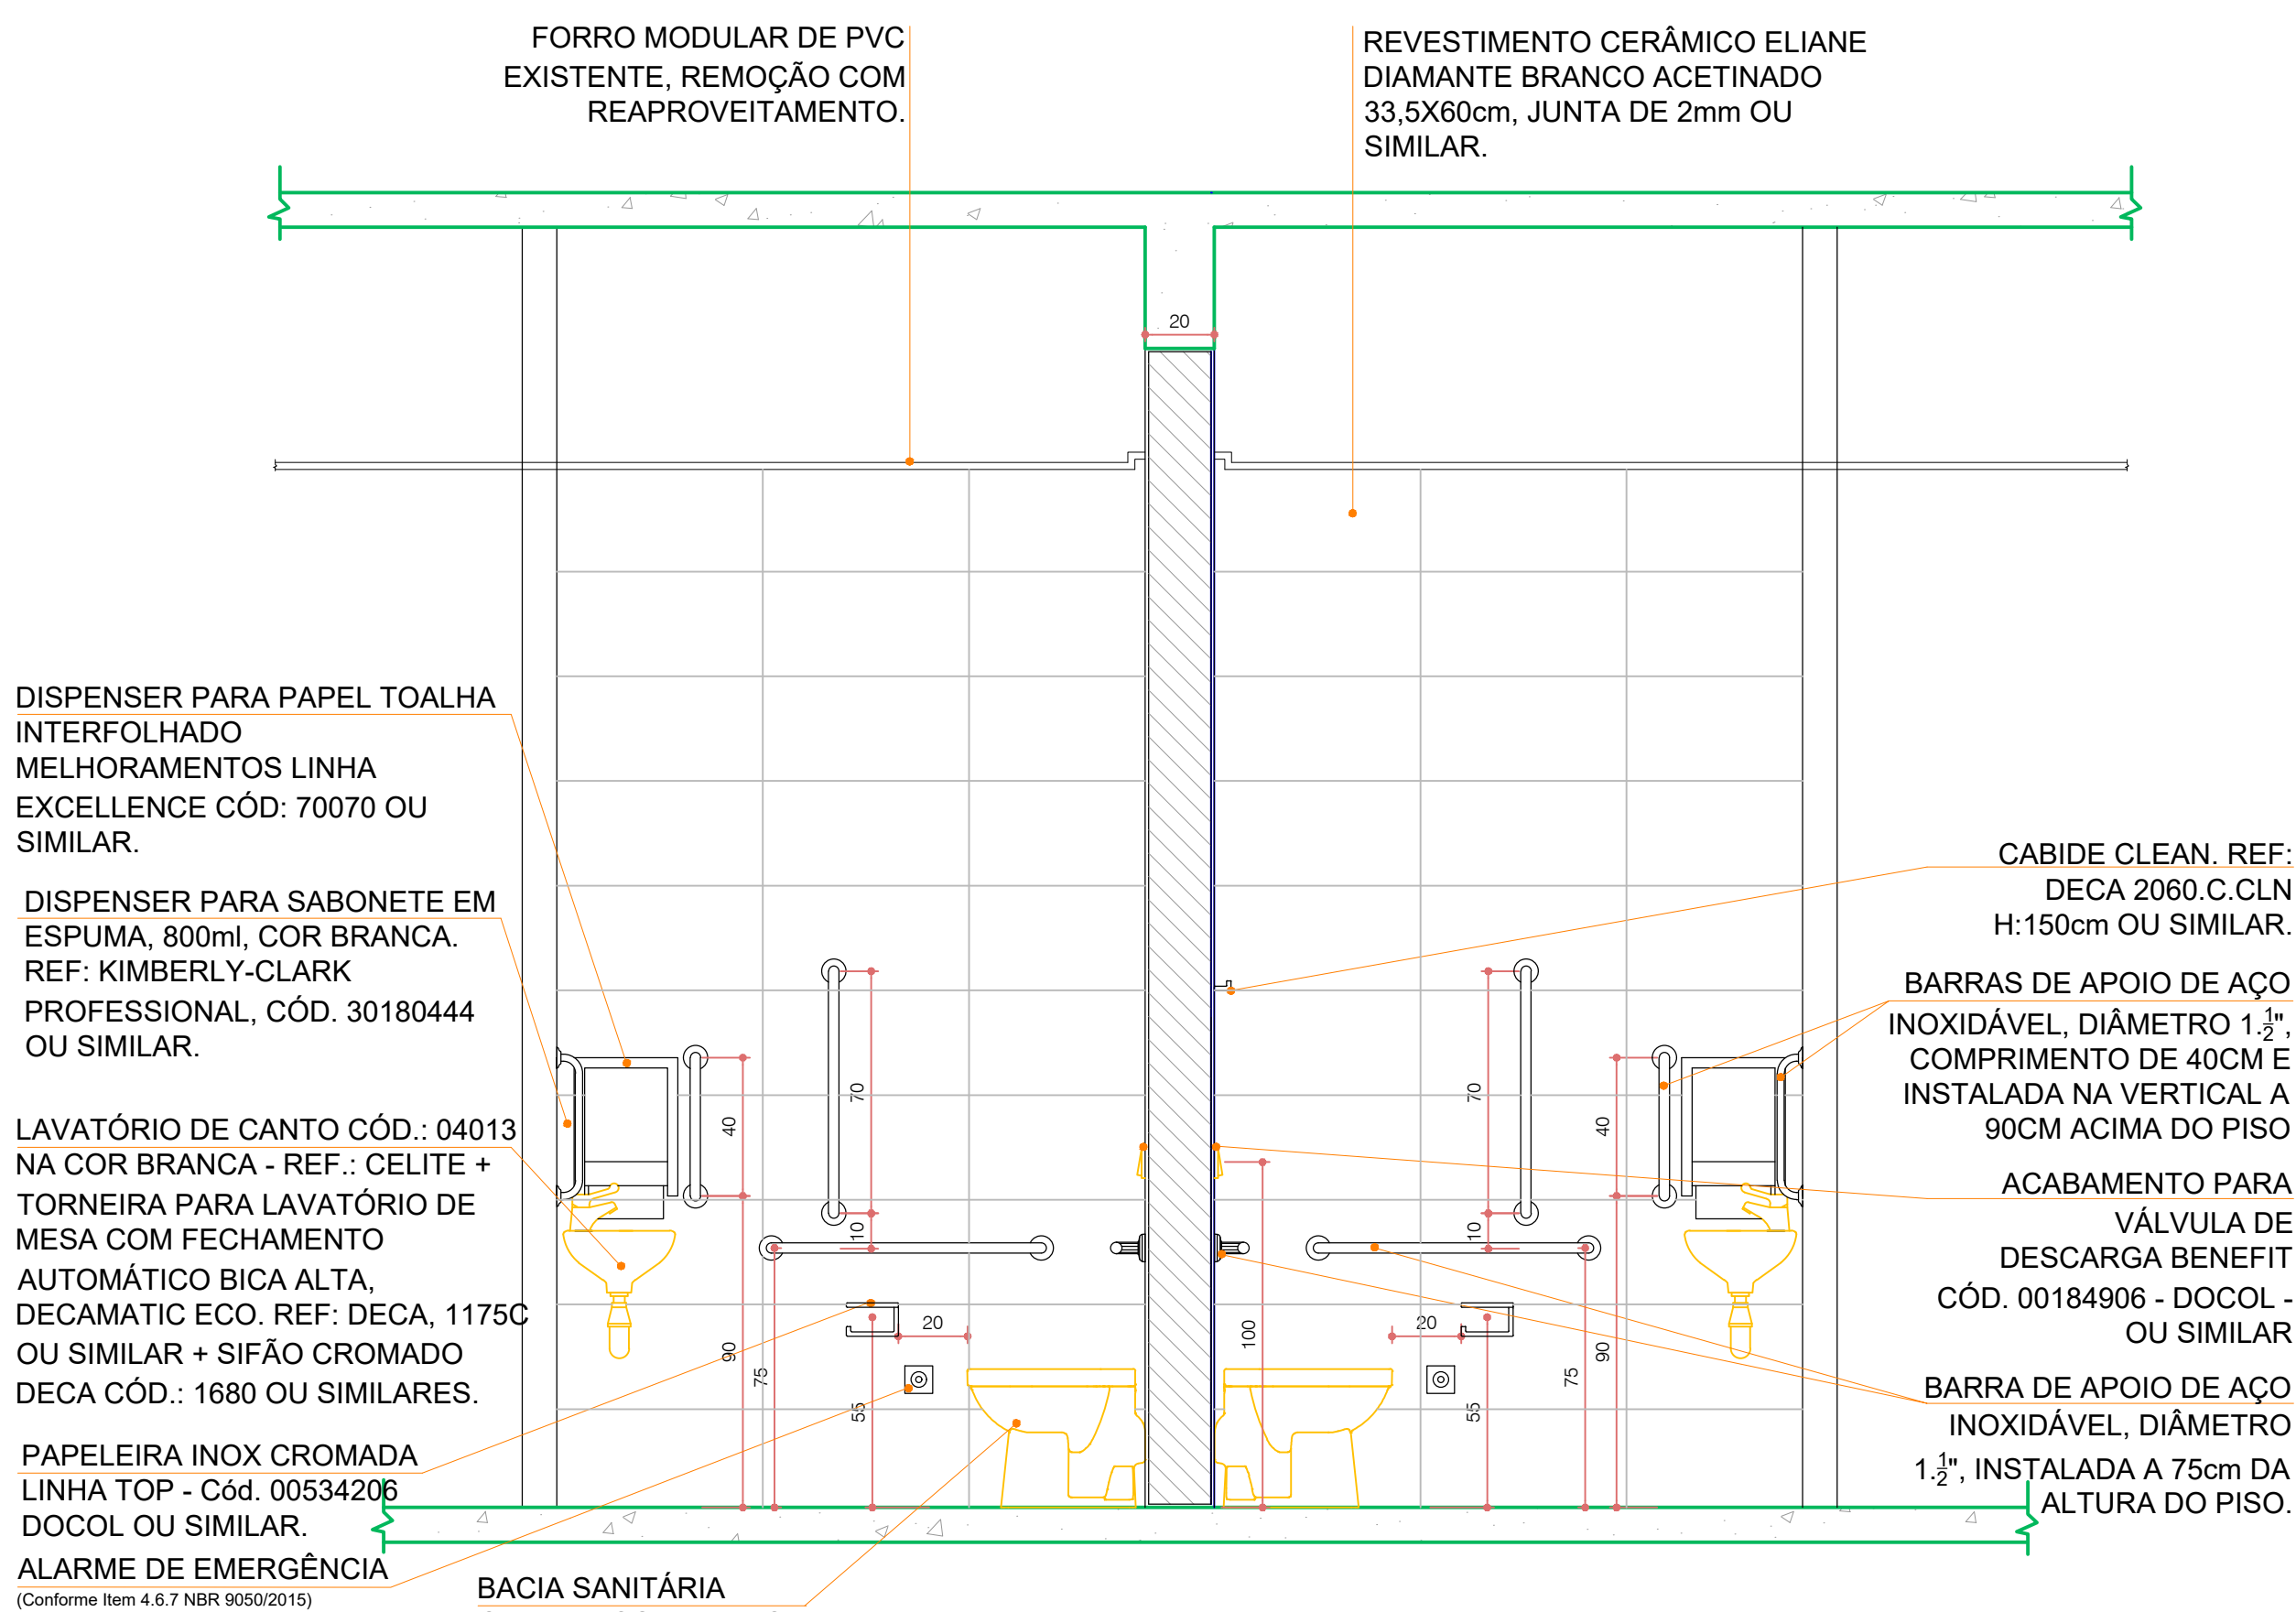 FORRO MODULAR DE PVC
EXISTENTE, REMOÇÃO COM
REAPROVEITAMENTO.
REVESTIMENTO CERÂMICO ELIANE
DIAMANTE BRANCO ACETINADO
33,5X60cm, JUNTA DE 2mm OU
SIMILAR.
20
DISPENSER PARA PAPEL TOALHA
INTERFOLHADO
MELHORAMENTOS LINHA
EXCELLENCE CÓD: 70070 OU
SIMILAR.
DISPENSER PARA SABONETE EM
ESPUMA, 800ml, COR BRANCA.
REF: KIMBERLY-CLARK
PROFESSIONAL, CÓD. 30180444
OU SIMILAR.
LAVATÓRIO DE CANTO CÓD.: 04013
NA COR BRANCA - REF.: CELITE +
TORNEIRA PARA LAVATÓRIO DE
MESA COM FECHAMENTO
AUTOMÁTICO BICA ALTA,
DECAMATIC ECO. REF: DECA, 1175C
OU SIMILAR + SIFÃO CROMADO
DECA CÓD.: 1680 OU SIMILARES.
PAPELEIRA INOX CROMADA
LINHA TOP - Cód. 00534206
DOCOL OU SIMILAR.
ALARME DE EMERGÊNCIA
(Conforme Item 4.6.7 NBR 9050/2015)
BACIA SANITÁRIA
40
70
10
90
75
55
20
100
70
10
40
20
55
75
90
CABIDE CLEAN. REF:
DECA 2060.C.CLN
H:150cm OU SIMILAR.
BARRAS DE APOIO DE AÇO
INOXIDÁVEL, DIÂMETRO 1.½",
COMPRIMENTO DE 40CM E
INSTALADA NA VERTICAL A
90CM ACIMA DO PISO
ACABAMENTO PARA
VÁLVULA DE
DESCARGA BENEFIT
CÓD. 00184906 - DOCOL -
OU SIMILAR
BARRA DE APOIO DE AÇO
INOXIDÁVEL, DIÂMETRO
1.½", INSTALADA A 75cm DA
ALTURA DO PISO.